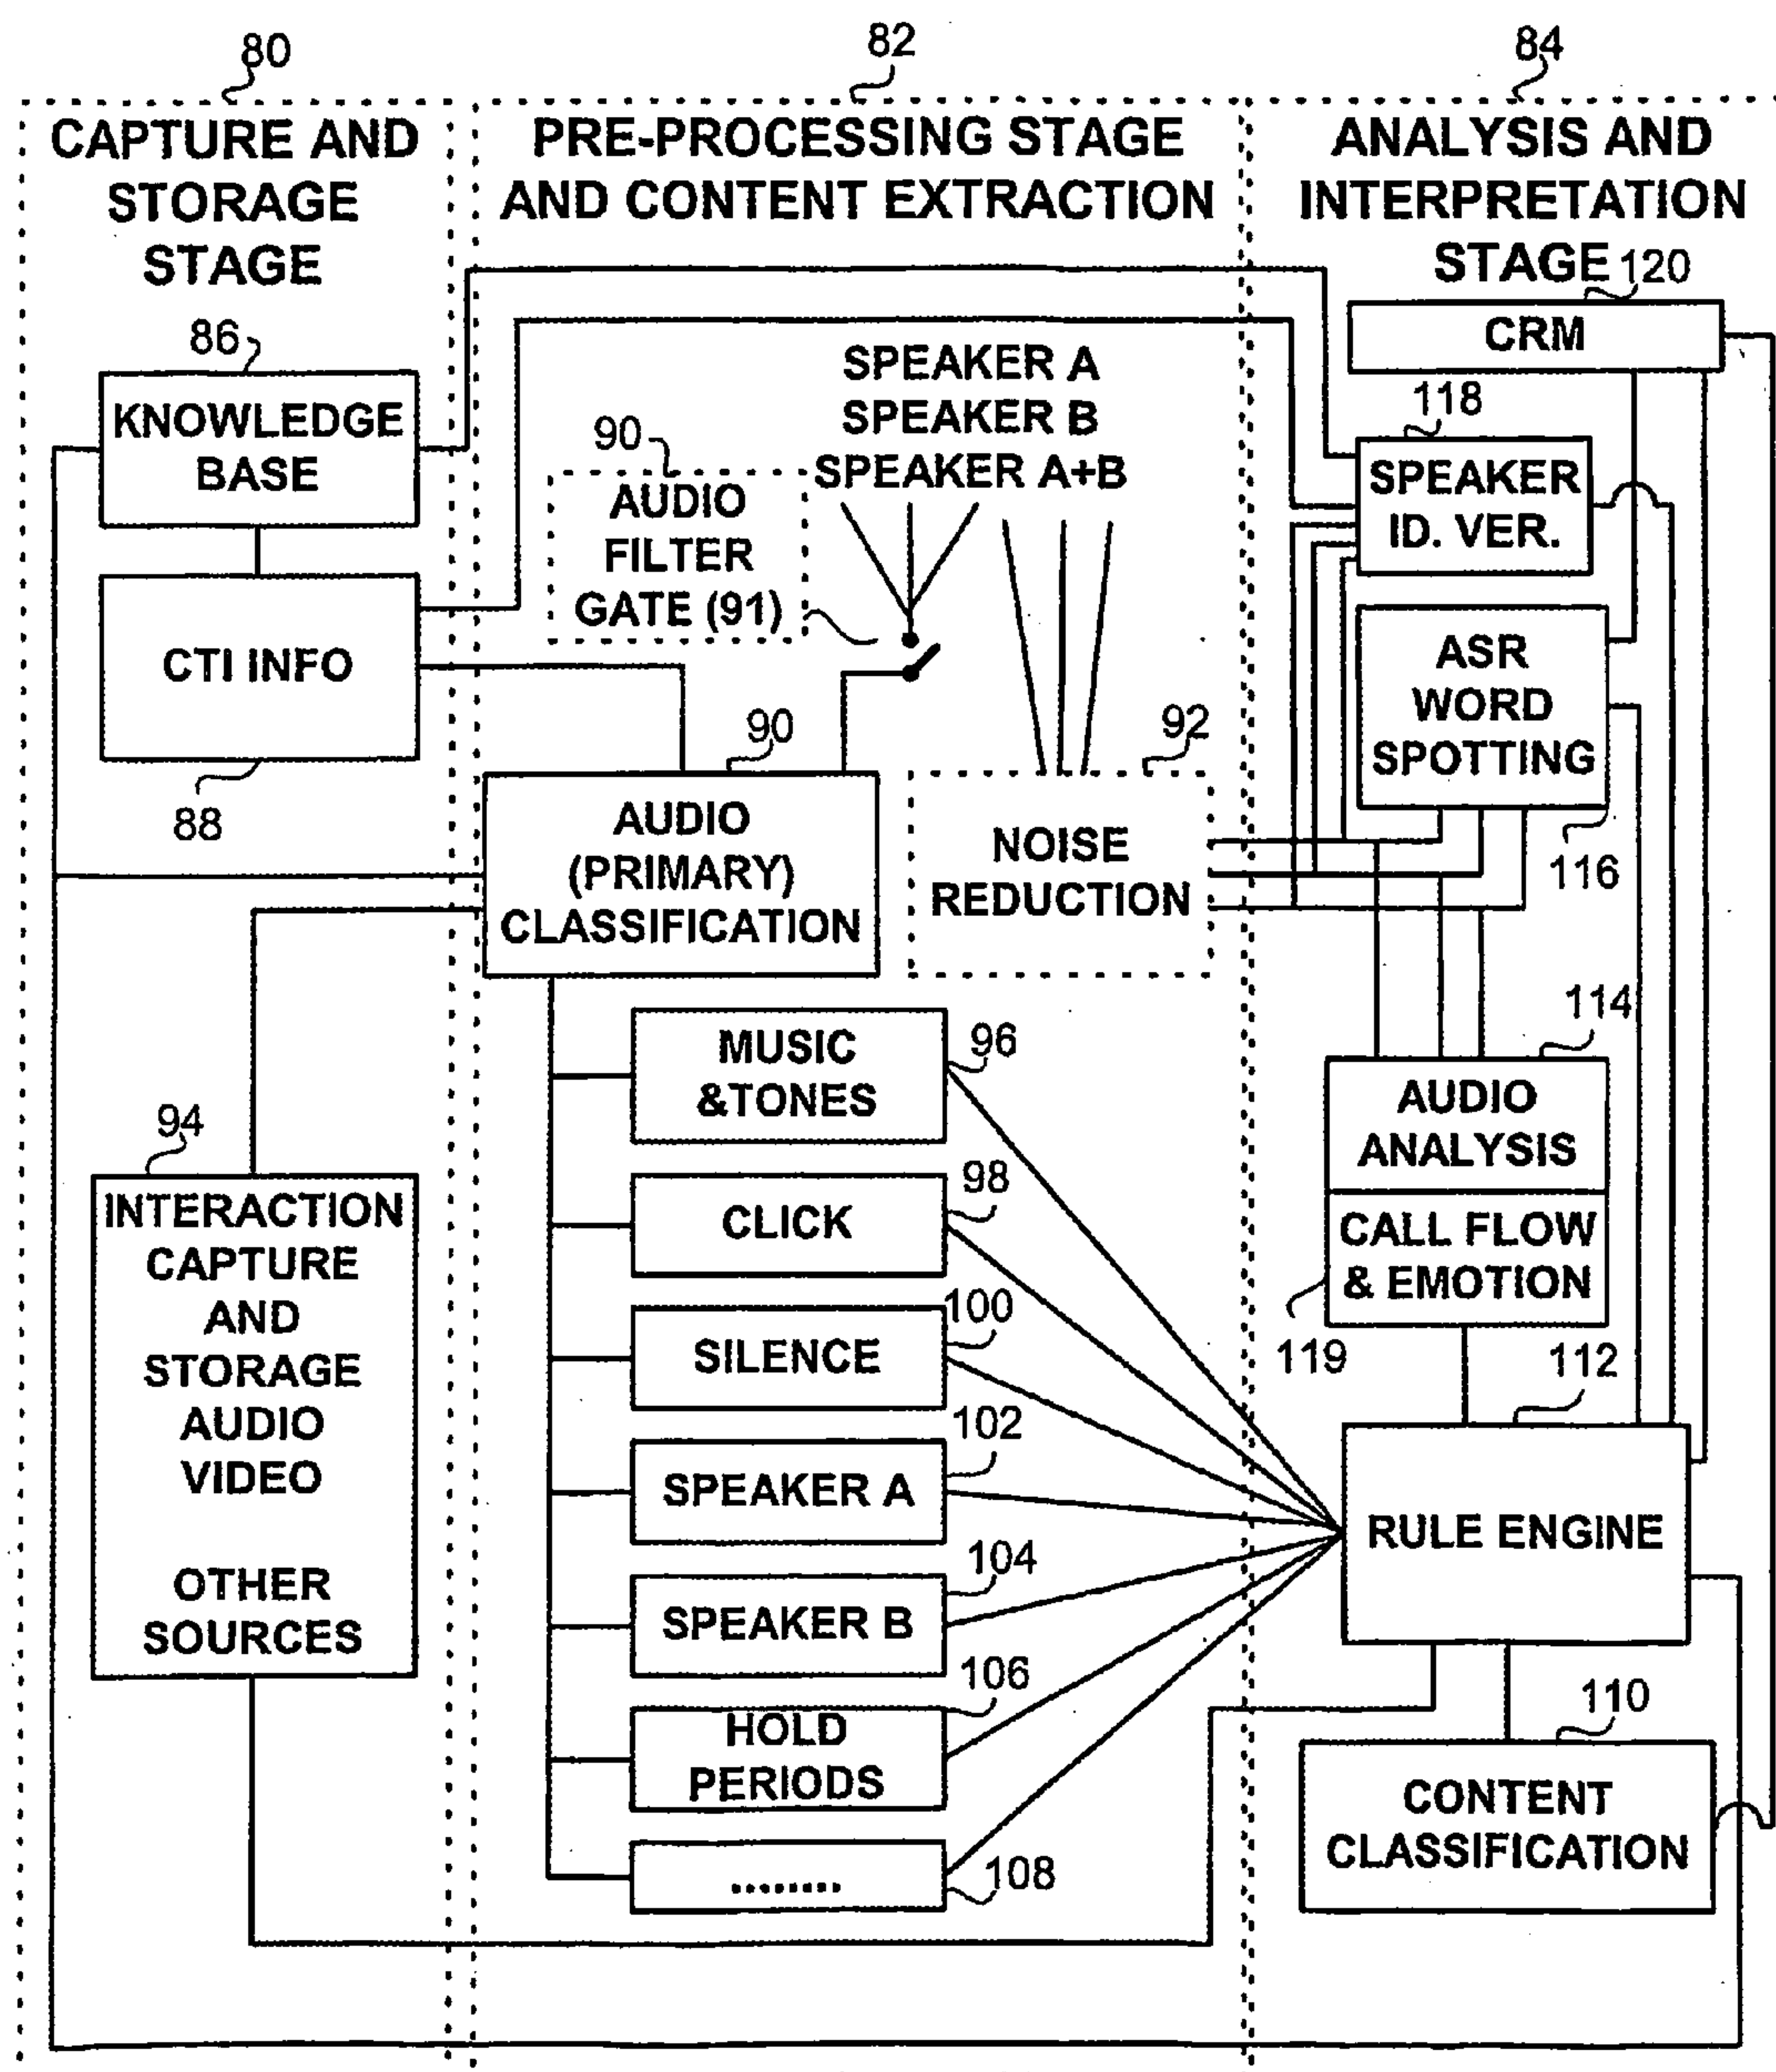 80
CAPTURE AND
STORAGE
STAGE
86
KNOWLEDGE
BASE
CTI INFO
88
94
INTERACTION
CAPTURE
AND
STORAGE
AUDIO
VIDEO
OTHER
SOURCES
82
PRE-PROCESSING STAGE
AND CONTENT EXTRACTION
SPEAKER A
SPEAKER B
SPEAKER A+B
90
AUDIO
FILTER
GATE (91)
90
AUDIO
(PRIMARY)
CLASSIFICATION
92
NOISE
REDUCTION
MUSIC
&TONES
96
CLICK
98
SILENCE
100
SPEAKER A
102
SPEAKER B
104
HOLD
PERIODS
106
........
108
84
ANALYSIS AND
INTERPRETATION
STAGE
120
CRM
118
SPEAKER
ID. VER.
ASR
WORD
SPOTTING
116
114
AUDIO
ANALYSIS
CALL FLOW
& EMOTION
119
112
RULE ENGINE
110
CONTENT
CLASSIFICATION